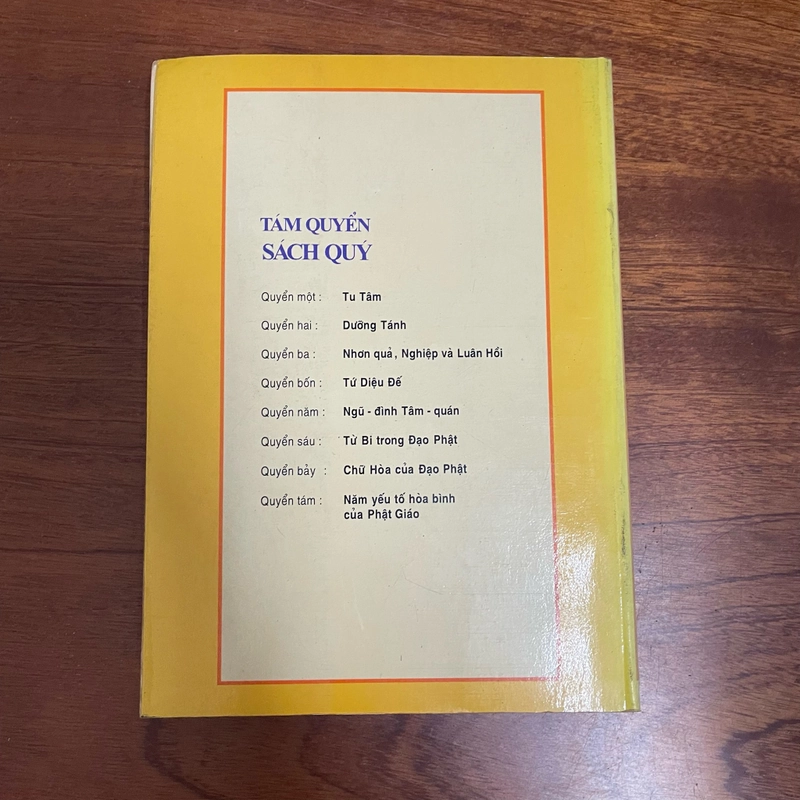 TÁM QUYỂN
SÁCH QUÝ
Quyển một : Tu Tâm
Quyển hai : Dưỡng Tánh
Quyển ba : Nhơn quả, Nghiệp và Luân Hồi
Quyển bốn : Tứ Diệu Đế
Quyển năm : Ngũ - đình Tâm - quán
Quyển sáu : Từ Bi trong Đạo Phật
Quyển bảy : Chữ Hòa của Đạo Phật
Quyển tám : Năm yếu tố hòa bình
của Phật Giáo